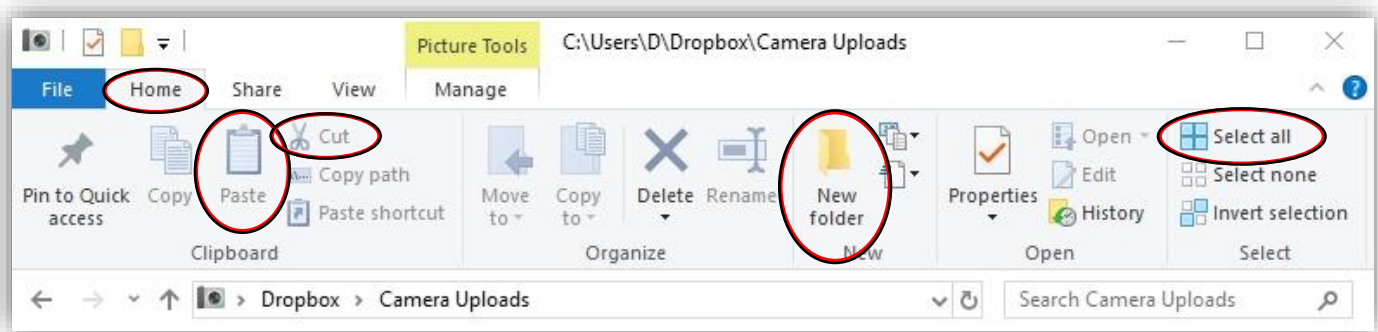 Picture Tools C:\Users\D\Dropbox\Camera Uploads
File Home Share View Manage
Pin to Quick access
Copy
Paste
Cut
Copy path
Paste shortcut
Clipboard
Move to
Copy to
Delete
Rename
Organize
New folder
New
Properties
Open
Edit
History
Open
Select all
Select none
Invert selection
Select
Dropbox > Camera Uploads
Search Camera Uploads